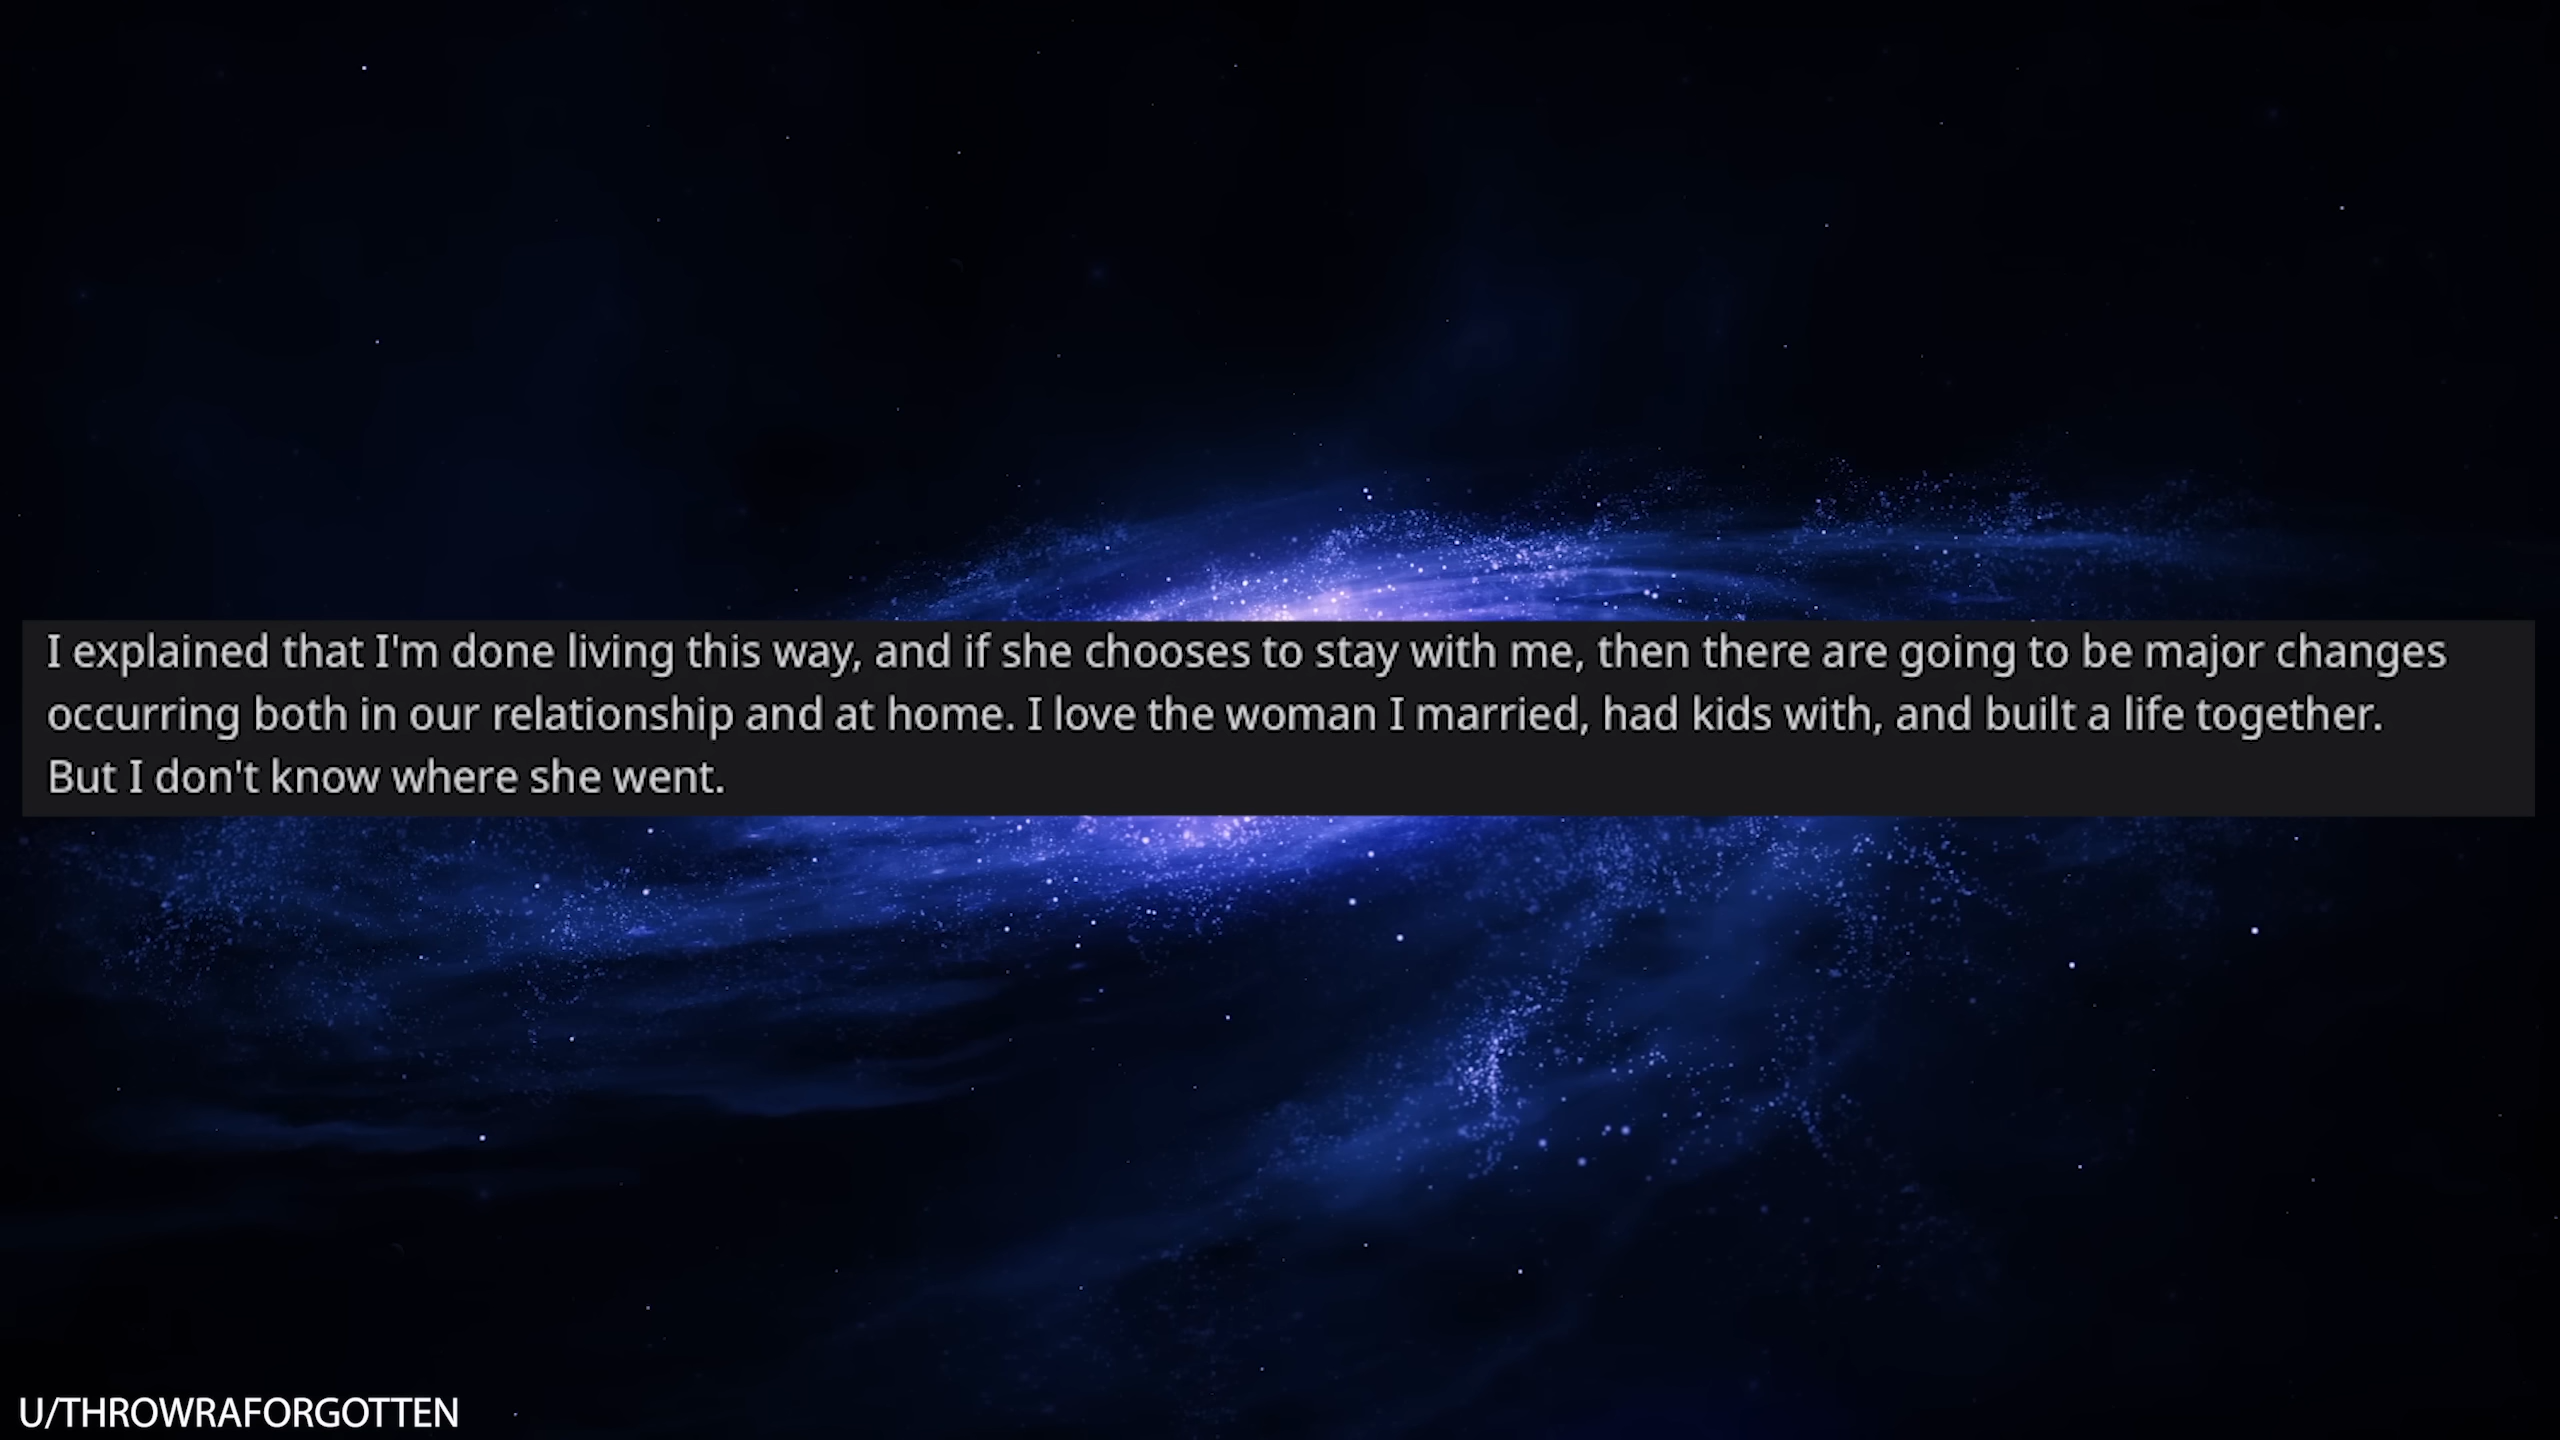 I explained that I'm done living this way, and if she chooses to stay with me, then there are going to be major changes
occurring both in our relationship and at home. I love the woman I married, had kids with, and built a life together.
But I don't know where she went.
U/THROWRAFORGOTTEN